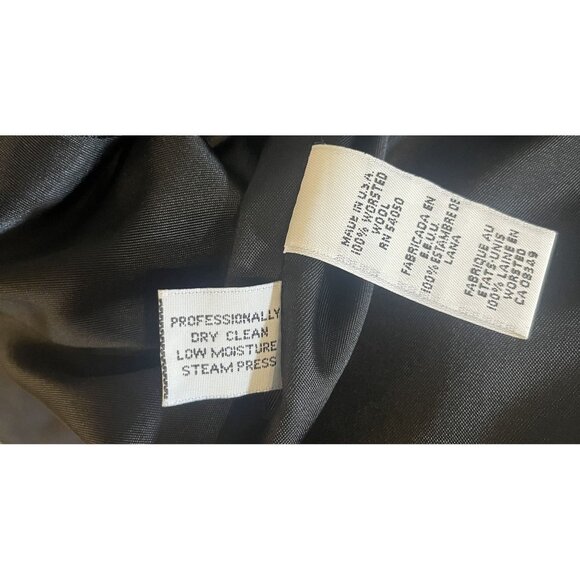 MADE IN U.S.A.
100% WORSTED
WOOL
RN 54050
FABRICADA EN
E.E.U.U.
100% ESTAMBRE DE
LANA
FABRIQUE AU
ETATS-UNIS
100% LAINE EN
WORSTED
CA 08349
PROFESSIONALLY
DRY CLEAN
LOW MOISTURE
STEAM PRESS